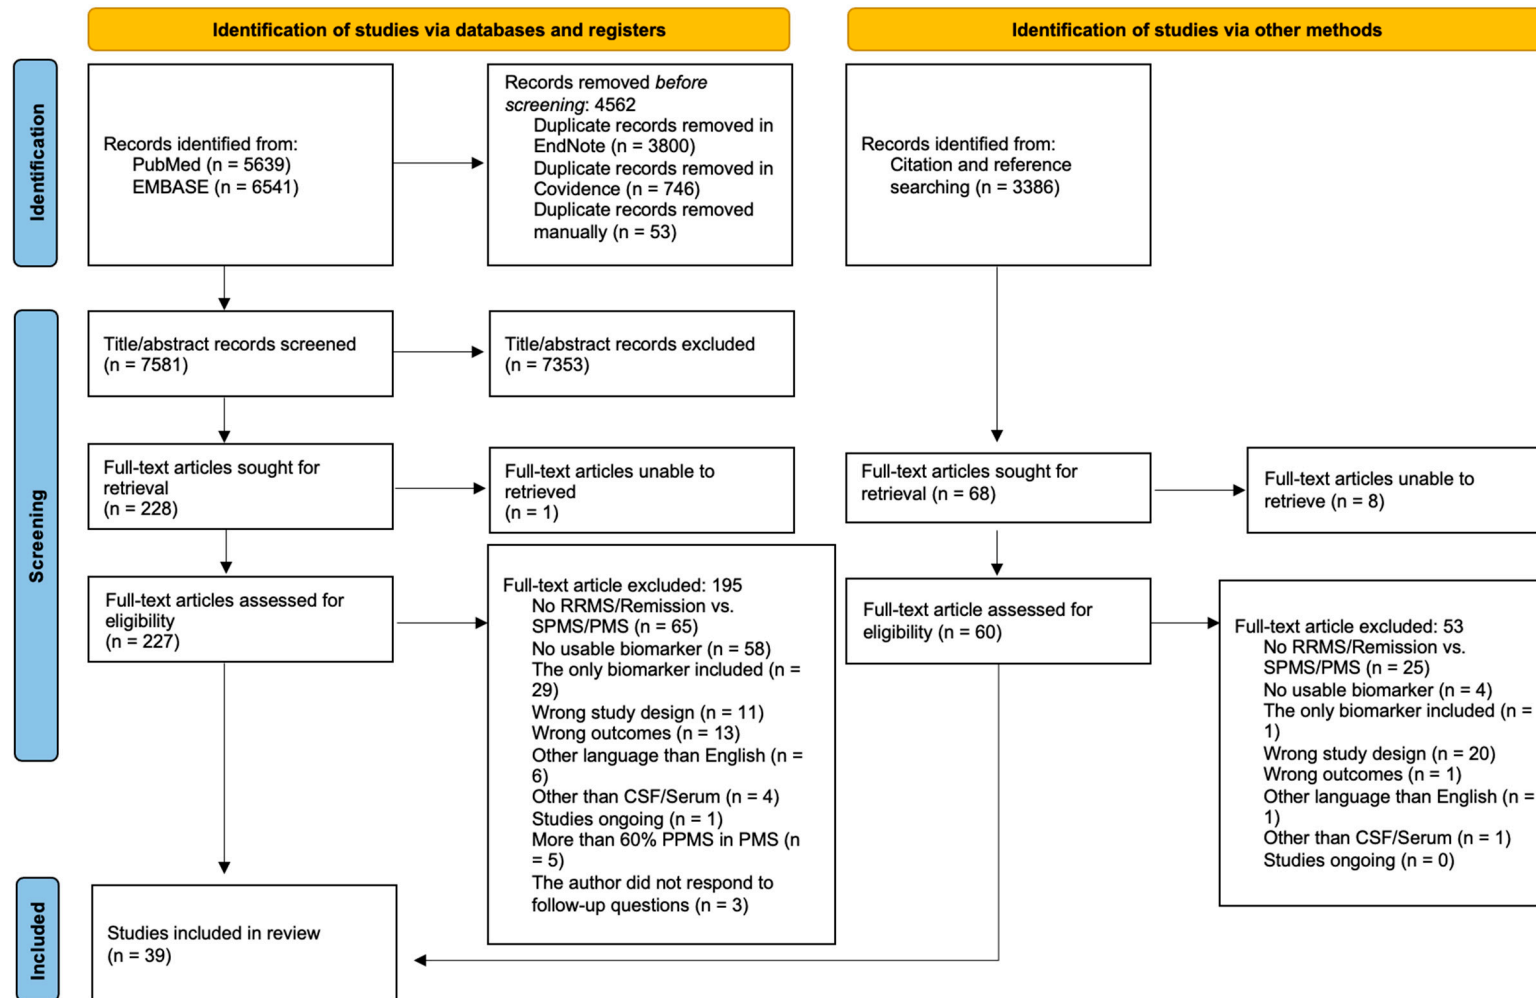 Identification of studies via databases and registers
Identification of studies via other methods
Identification
Records identified from:
PubMed (n = 5639)
EMBASE (n = 6541)
Records removed before
screening: 4562
Duplicate records removed in
EndNote (n = 3800)
Duplicate records removed in
Covidence (n = 746)
Duplicate records removed
manually (n = 53)
Records identified from:
Citation and reference
searching (n = 3386)
Screening
Title/abstract records screened
(n = 7581)
Title/abstract records excluded
(n = 7353)
Full-text articles sought for
retrieval
(n = 228)
Full-text articles unable to
retrieved
(n = 1)
Full-text articles sought for
retrieval (n = 68)
Full-text articles unable to
retrieve (n = 8)
Full-text articles assessed for
eligibility
(n = 227)
Full-text article excluded: 195
No RRMS/Remission vs.
SPMS/PMS (n = 65)
No usable biomarker (n = 58)
The only biomarker included (n =
29)
Wrong study design (n = 11)
Wrong outcomes (n = 13)
Other language than English (n =
6)
Other than CSF/Serum (n = 4)
Studies ongoing (n = 1)
More than 60% PPMS in PMS (n
= 5)
The author did not respond to
follow-up questions (n = 3)
Full-text article assessed for
eligibility (n = 60)
Full-text article excluded: 53
No RRMS/Remission vs.
SPMS/PMS (n = 25)
No usable biomarker (n = 4)
The only biomarker included (n =
1)
Wrong study design (n = 20)
Wrong outcomes (n = 1)
Other language than English (n =
1)
Other than CSF/Serum (n = 1)
Studies ongoing (n = 0)
Included
Studies included in review
(n = 39)